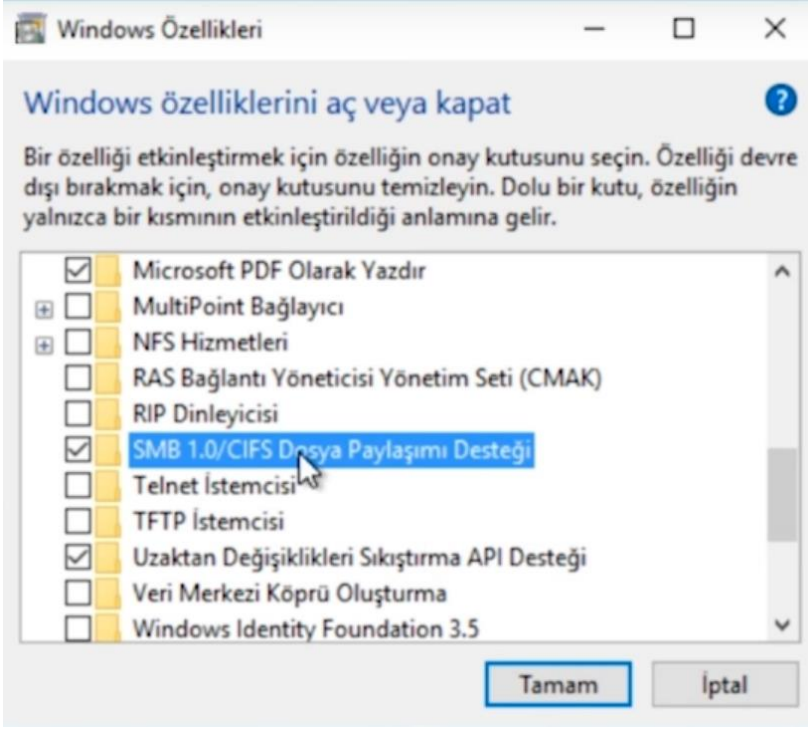 Windows Özellikleri
Windows özelliklerini aç veya kapat
Bir özelliği etkinleştirmek için özelliğin onay kutusunu seçin. Özelliği devre
dışı bırakmak için, onay kutusunu temizleyin. Dolu bir kutu, özelliğin
yalnızca bir kısmının etkinleştirildiği anlamına gelir.
Microsoft PDF Olarak Yazdır
MultiPoint Bağlayıcı
NFS Hizmetleri
RAS Bağlantı Yöneticisi Yönetim Seti (CMAK)
RIP Dinleyicisi
SMB 1.0/CIFS Dosya Paylaşımı Desteği
Telnet İstemcisi
TFTP İstemcisi
Uzaktan Değişiklikleri Sıkıştırma API Desteği
Veri Merkezi Köprü Oluşturma
Windows Identity Foundation 3.5
Tamam
İptal